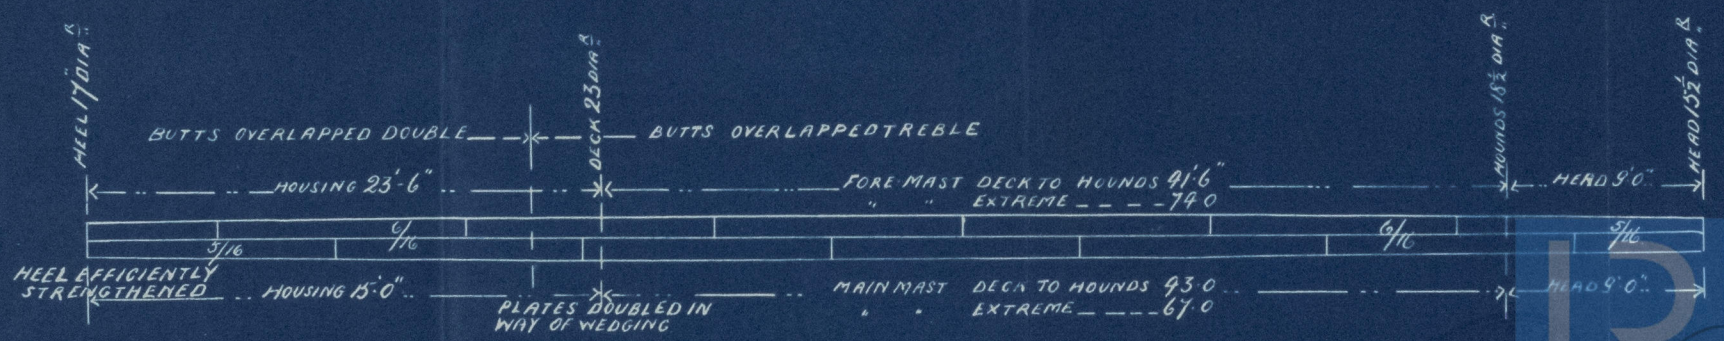 HEEL 17" DIA R
DECK 23 DIA R
HOUNDS 18½ DIA R
HEAD 15½ DIA R
BUTTS OVERLAPPED DOUBLE
BUTTS OVERLAPPED TREBLE
HOUSING 23'-6"
FORE MAST DECK TO HOUNDS 41'·6"
" " EXTREME 74·0
HEAD 9'·0"
5/16
6/16
6/16
5/16
HEEL EFFICIENTLY
STRENGTHENED
HOUSING 15'·0"
PLATES DOUBLED IN
WAY OF WEDGING
MAIN MAST DECK TO HOUNDS 43·0
" " EXTREME 67·0
HEAD 9'·0"